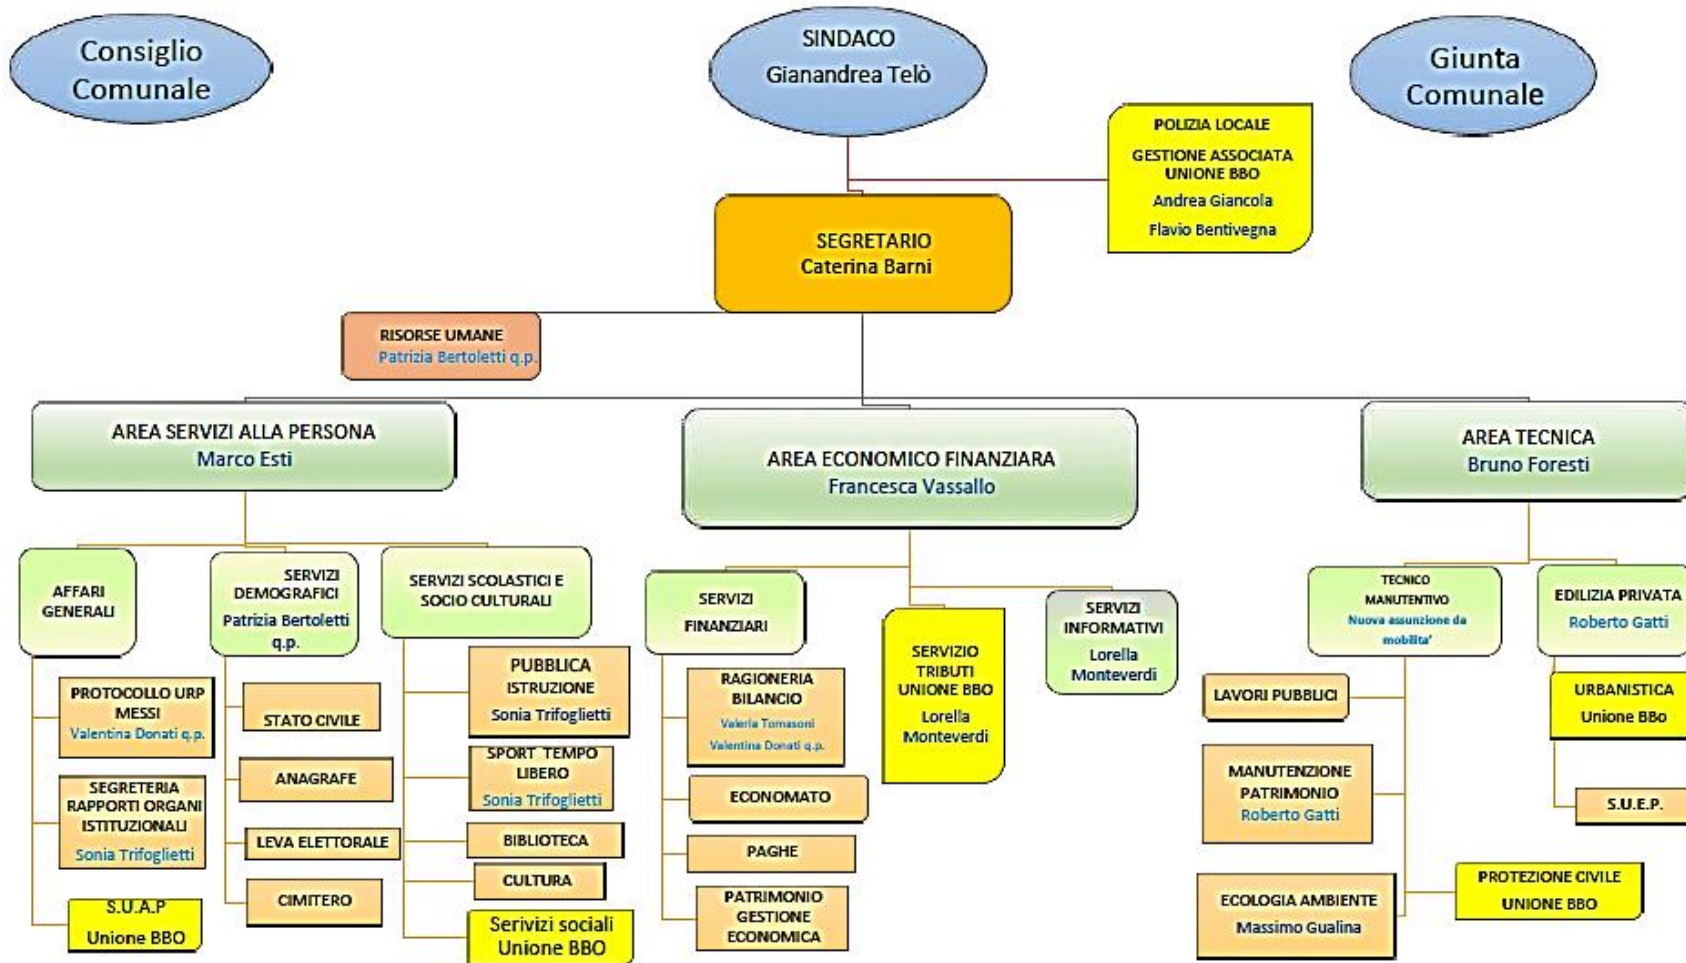 Consiglio
Comunale
SINDACO
Gianandrea Telò
Giunta
Comunale
POLIZIA LOCALE
GESTIONE ASSOCIATA
UNIONE BBO
Andrea Giancola
Flavio Bentivegna
SEGRETARIO
Caterina Barni
RISORSE UMANE
Patrizia Bertoletti q.p.
AREA SERVIZI ALLA PERSONA
Marco Esti
AREA ECONOMICO FINANZIARA
Francesca Vassallo
AREA TECNICA
Bruno Foresti
AFFARI
GENERALI
PROTOCOLLO URP
MESSI
Valentina Donati q.p.
SEGRETERIA
RAPPORTI ORGANI
ISTITUZIONALI
Sonia Trifoglietti
S.U.A.P
Unione BBO
SERVIZI
DEMOGRAFICI
Patrizia Bertoletti
q.p.
STATO CIVILE
ANAGRAFE
LEVA ELETTORALE
CIMITERO
SERVIZI SCOLASTICI E
SOCIO CULTURALI
PUBBLICA
ISTRUZIONE
Sonia Trifoglietti
SPORT TEMPO
LIBERO
Sonia Trifoglietti
BIBLIOTECA
CULTURA
Serivizi sociali
Unione BBO
SERVIZI
FINANZIARI
RAGIONERIA
BILANCIO
Valeria Tomasoni
Valentina Donati q.p.
ECONOMATO
PAGHE
PATRIMONIO
GESTIONE
ECONOMICA
SERVIZIO
TRIBUTI
UNIONE BBO
Lorella
Monteverdi
SERVIZI
INFORMATIVI
Lorella
Monteverdi
TECNICO
MANUTENTIVO
Nuova assunzione da
mobilita'
LAVORI PUBBLICI
MANUTENZIONE
PATRIMONIO
Roberto Gatti
ECOLOGIA AMBIENTE
Massimo Gualina
PROTEZIONE CIVILE
UNIONE BBO
EDILIZIA PRIVATA
Roberto Gatti
URBANISTICA
Unione BBo
S.U.E.P.